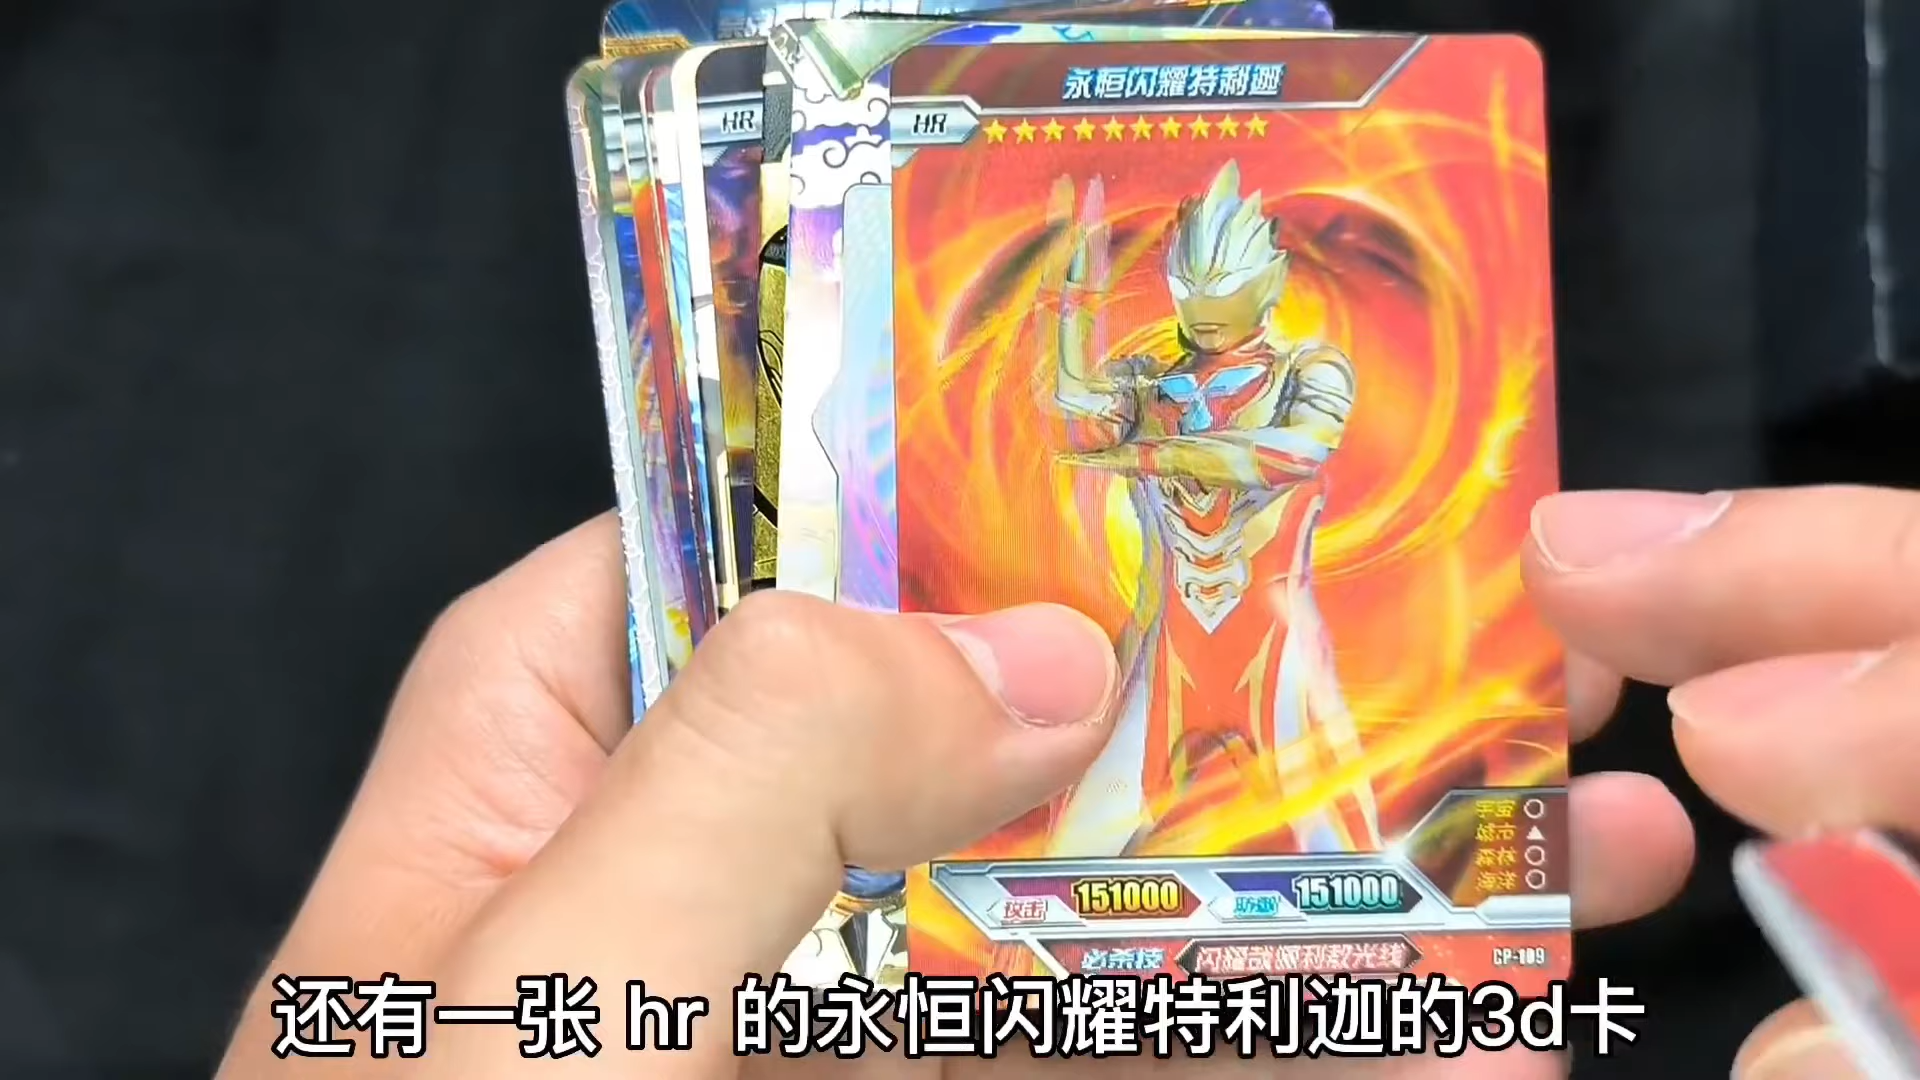 永恒闪耀特利迦
HR
HR
宇宙
城市
森林
海洋
攻击 151000
防御 151000
必杀技
CP-109
还有一张 hr 的永恒闪耀特利迦的3d卡